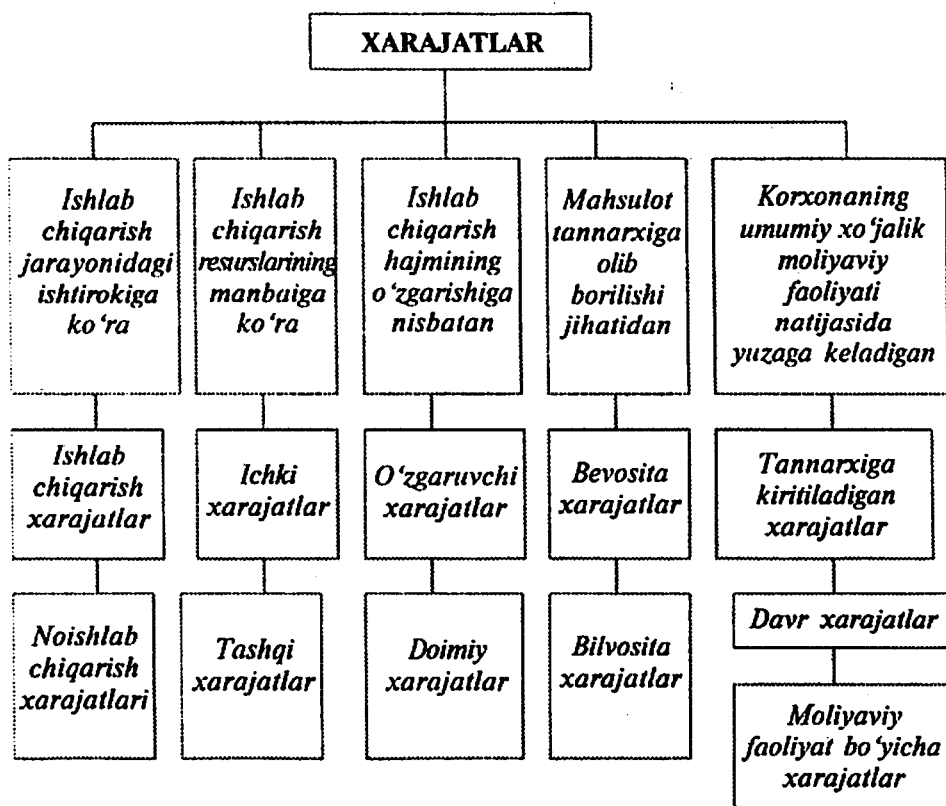 XARAJATLAR
Ishlab
chiqarish
jarayonidagi
ishtirokiga
ko‘ra
Ishlab
chiqarish
resurslarining
manbaiga
ko‘ra
Ishlab
chiqarish
hajmining
o‘zgarishiga
nisbatan
Mahsulot
tannarxiga
olib
borilishi
jihatidan
Korxonaning
umumiy xo‘jalik
moliyaviy
faoliyati
natijasida
yuzaga keladigan
Ishlab
chiqarish
xarajatlar
Ichki
xarajatlar
O‘zgaruvchi
xarajatlar
Bevosita
xarajatlar
Tannarxiga
kiritiladigan
xarajatlar
Noishlab
chiqarish
xarajatlari
Tashqi
xarajatlar
Doimiy
xarajatlar
Bilvosita
xarajatlar
Davr xarajatlar
Moliyaviy
faoliyat bo‘yicha
xarajatlar